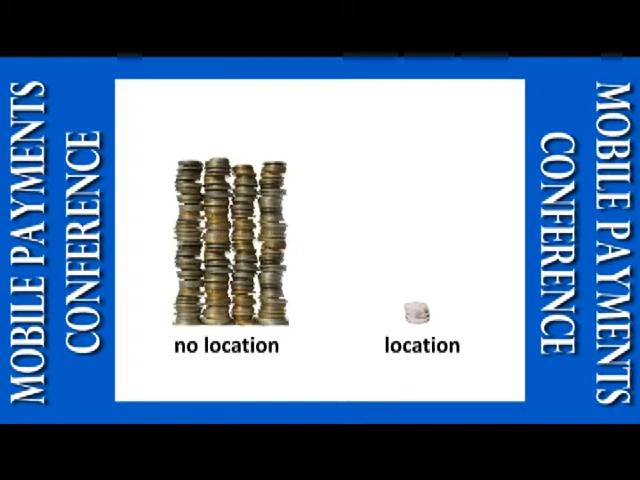 MOBILE PAYMENTS
CONFERENCE
no location
location
CONFERENCE
MOBILE PAYMENTS